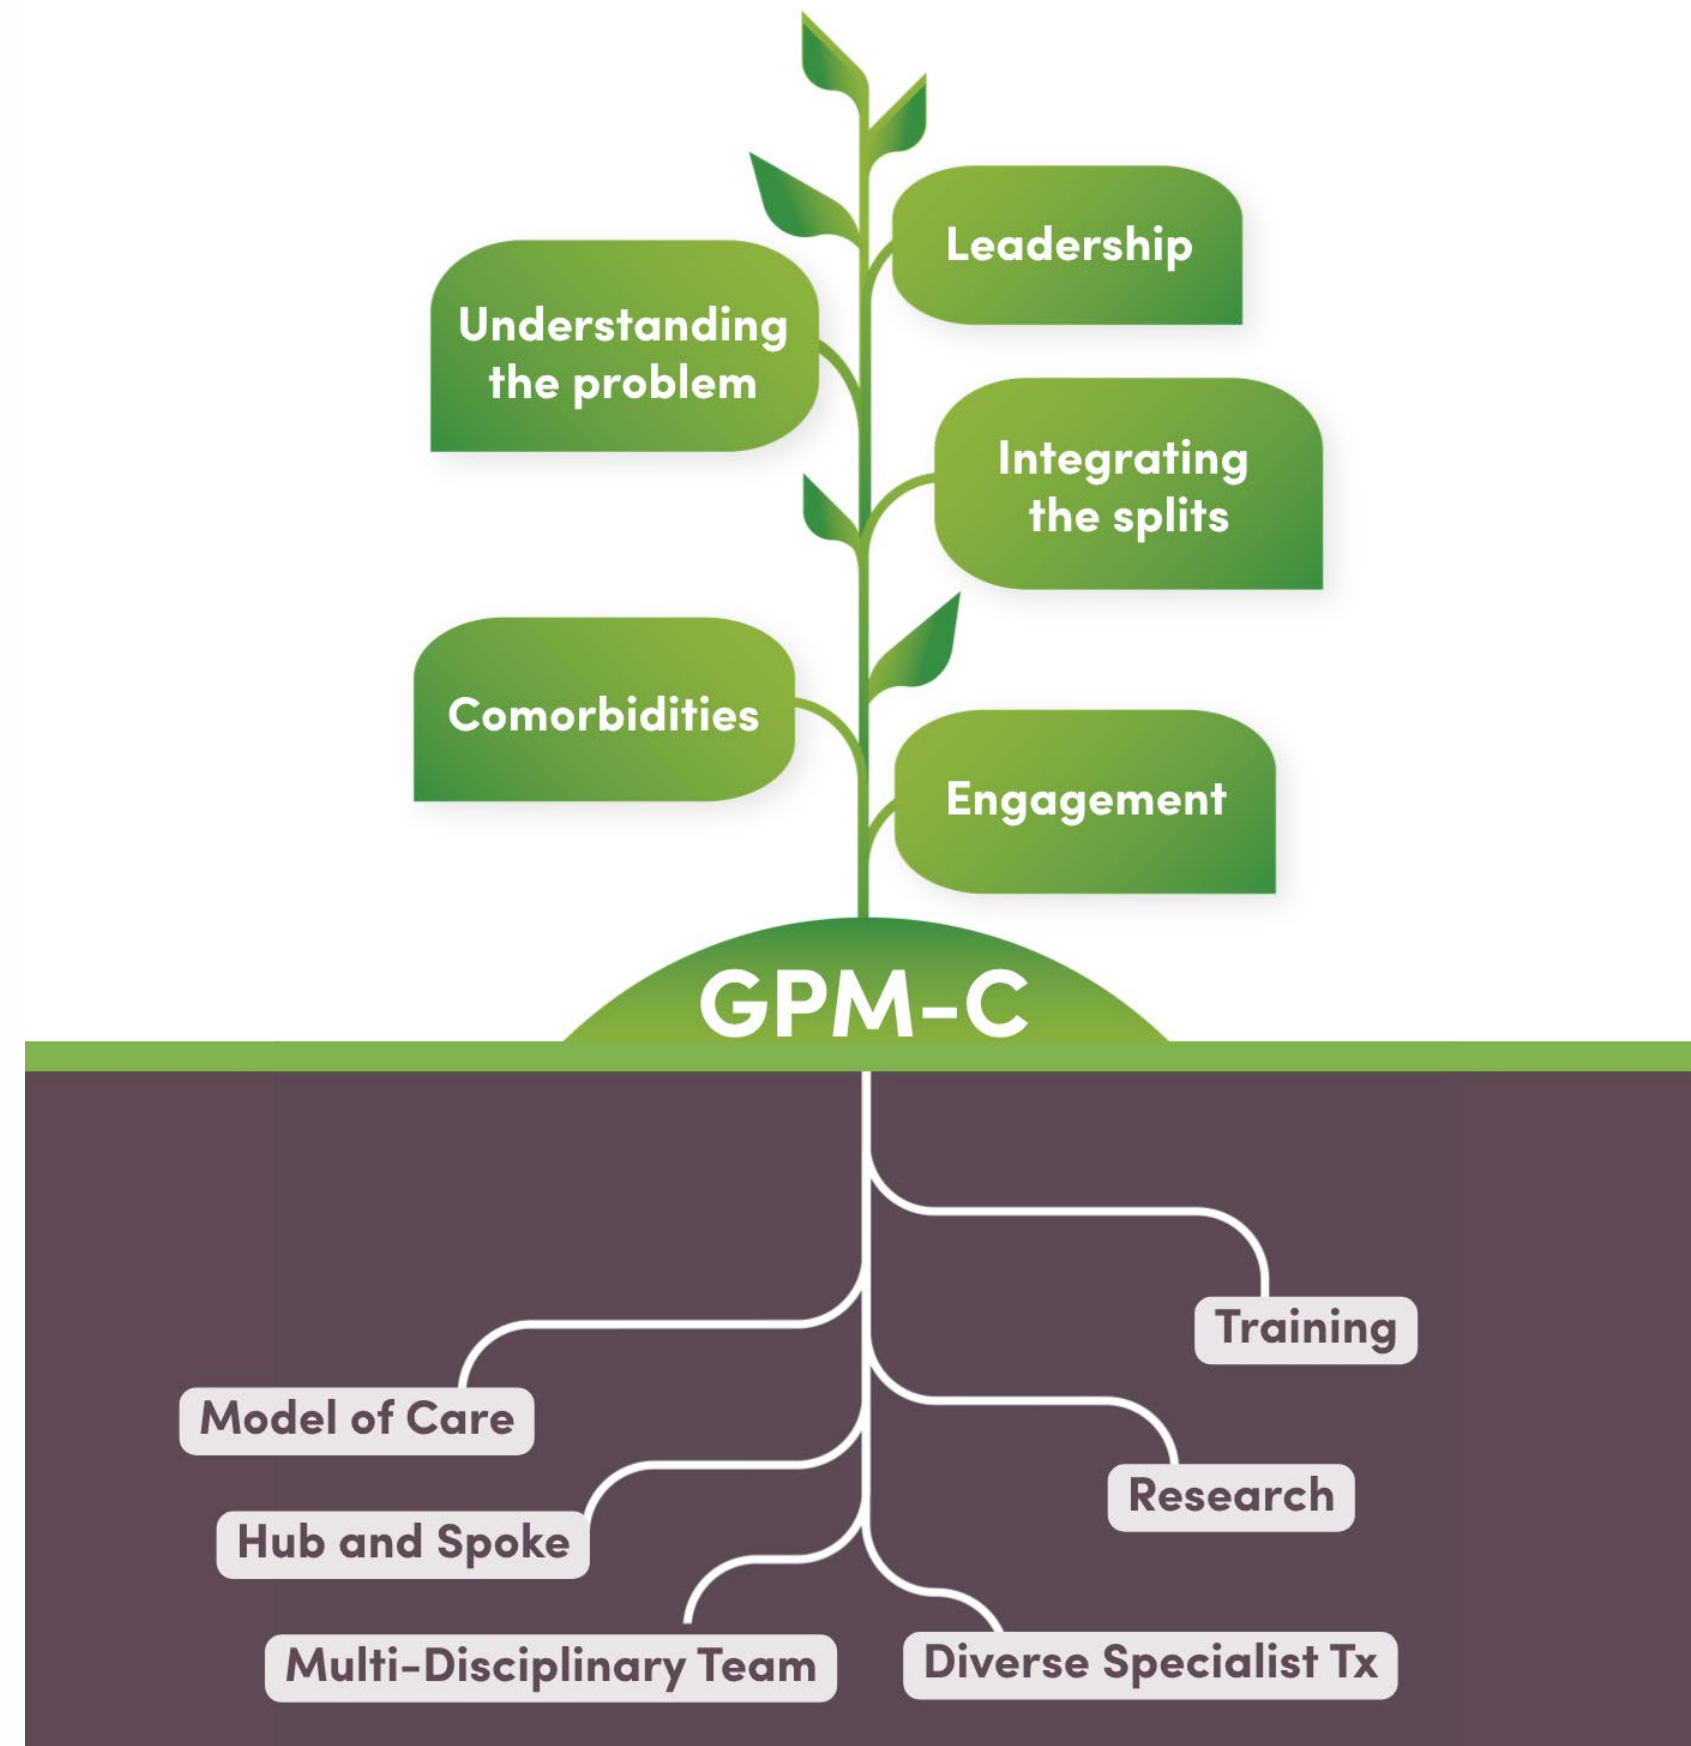 Leadership
Understanding
the problem
Integrating
the splits
Comorbidities
Engagement
GPM-C
Training
Model of Care
Research
Hub and Spoke
Multi-Disciplinary Team
Diverse Specialist Tx